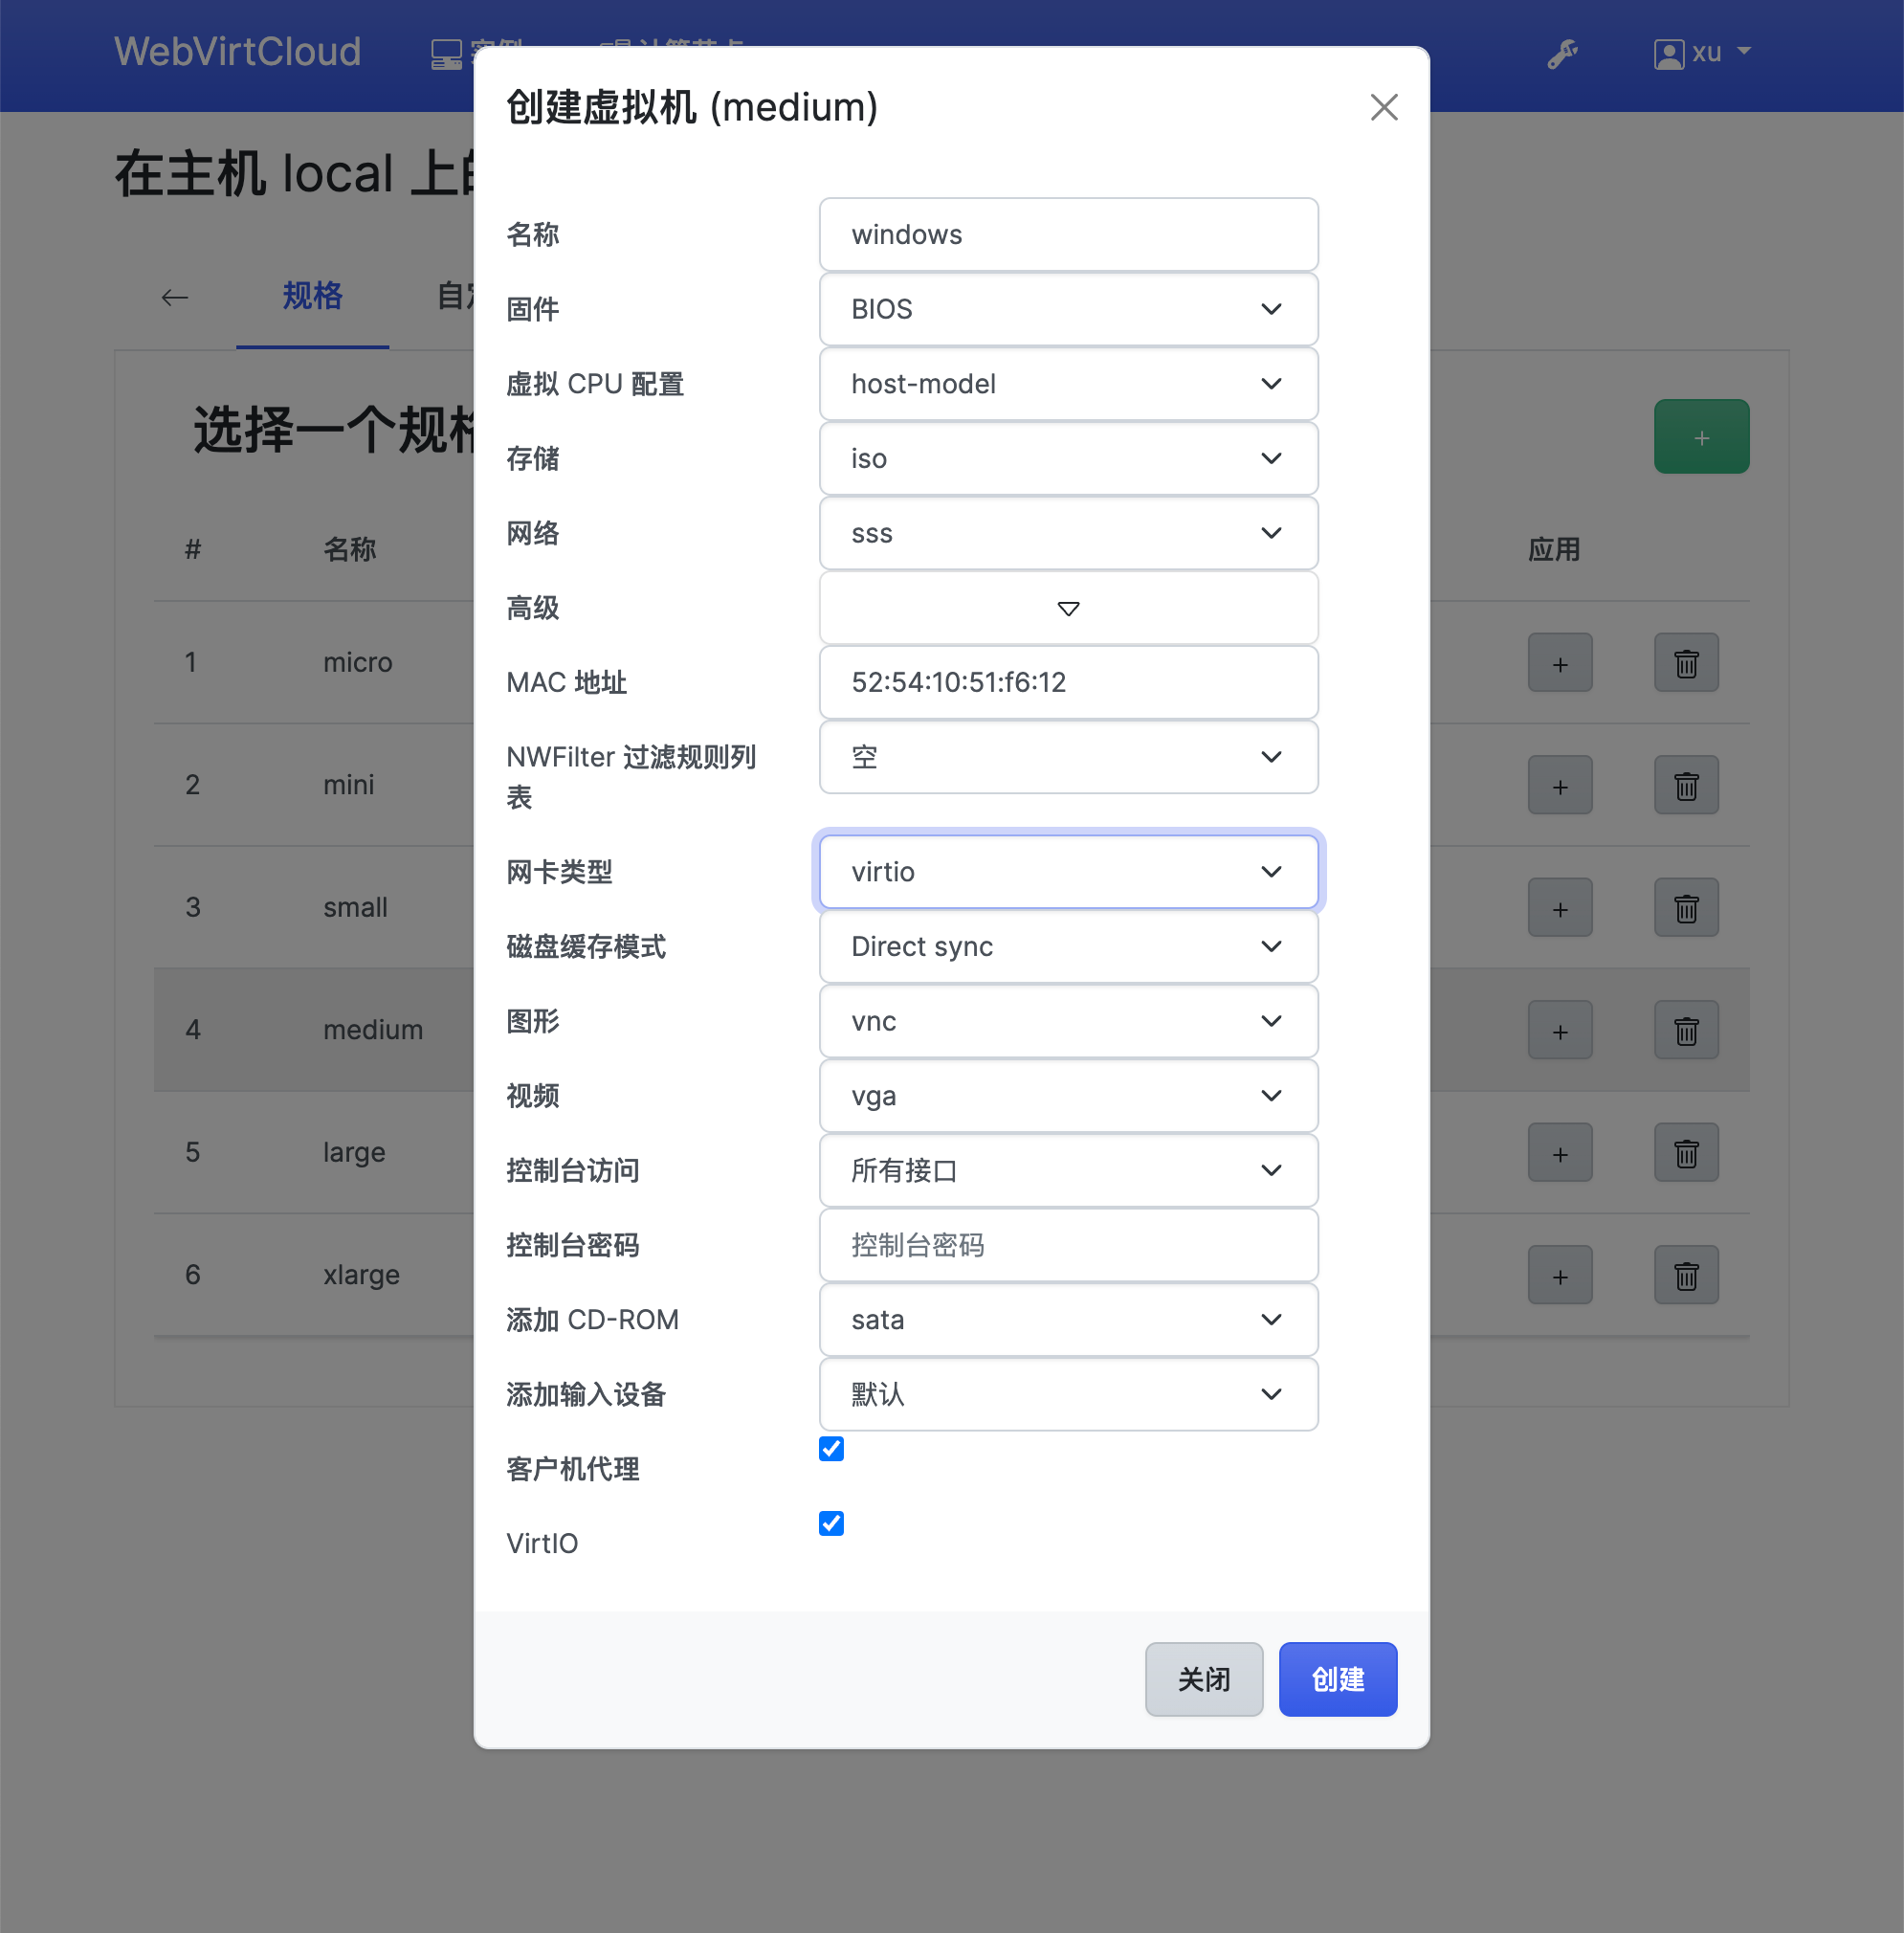 WebVirtCloud
xu
创建虚拟机 (medium)
在主机 local 上
规格
选择一个规
#
名称
应用
1
micro
2
mini
3
small
4
medium
5
large
6
xlarge
名称
windows
固件
BIOS
虚拟 CPU 配置
host-model
存储
iso
网络
sss
高级
MAC 地址
52:54:10:51:f6:12
NWFilter 过滤规则列
表
空
网卡类型
virtio
磁盘缓存模式
Direct sync
图形
vnc
视频
vga
控制台访问
所有接口
控制台密码
控制台密码
添加 CD-ROM
sata
添加输入设备
默认
客户机代理
VirtIO
关闭
创建